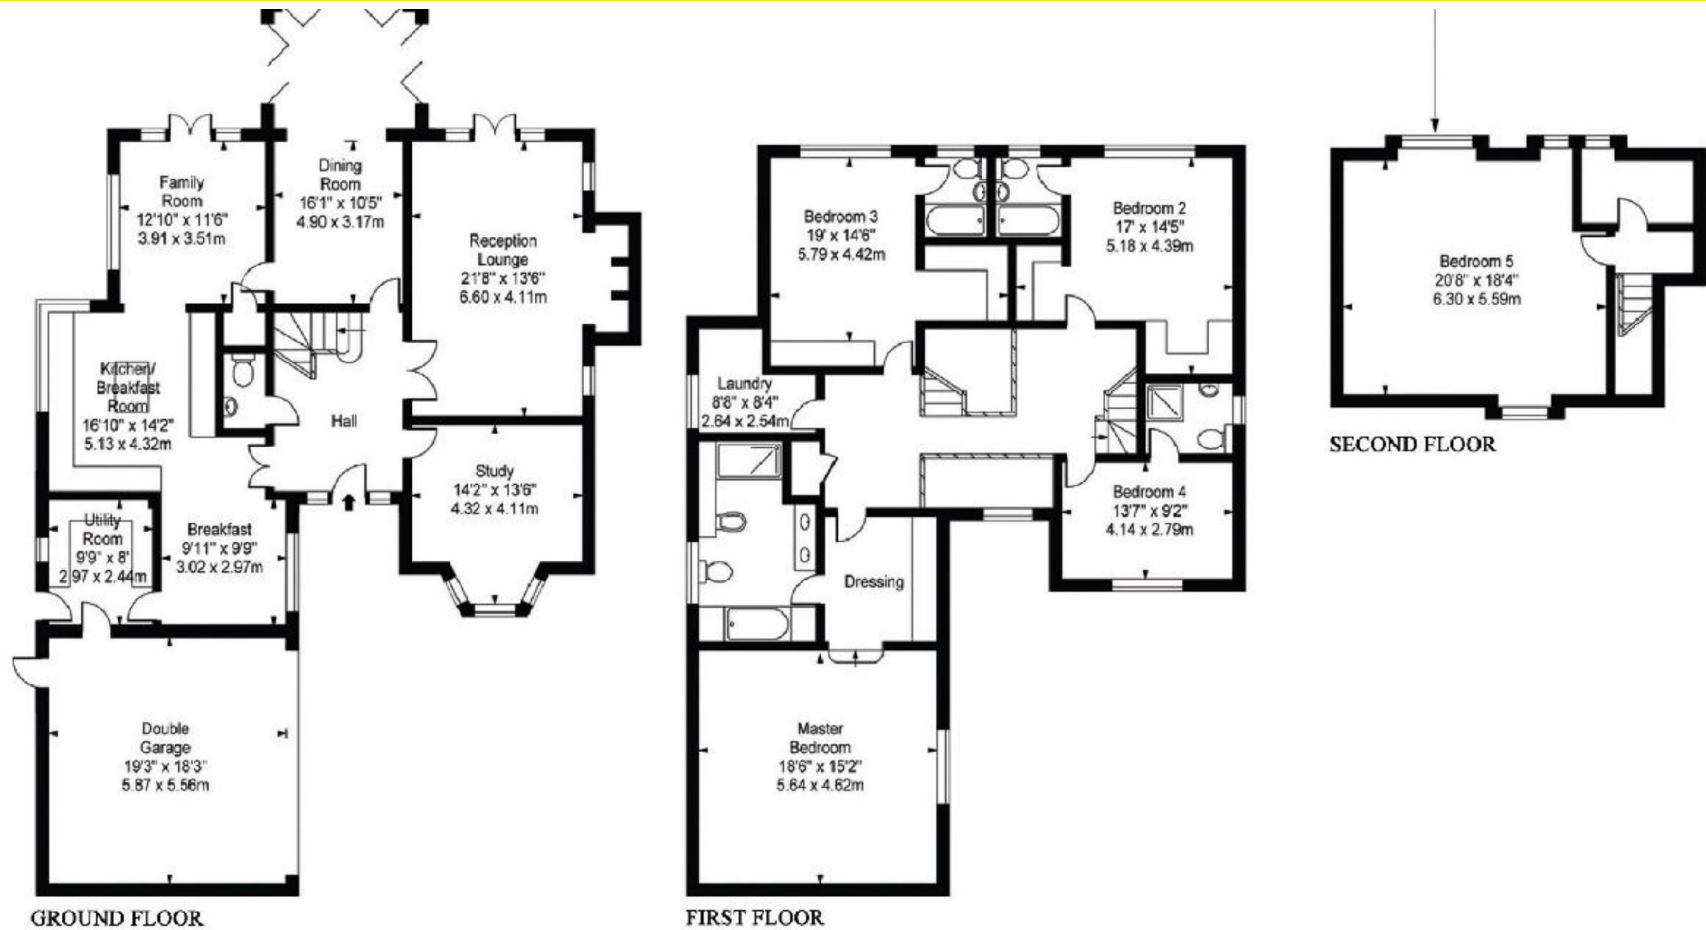 Family
Room
12'10" x 11'6"
3.91 x 3.51m
Dining
Room
16'1" x 10'5"
4.90 x 3.17m
Reception
Lounge
21'8" x 13'6"
6.60 x 4.11m
Kitchen/
Breakfast
Room
16'10" x 14'2"
5.13 x 4.32m
Hall
Study
14'2" x 13'6"
4.32 x 4.11m
Utility
Room
9'9" x 8'
2.97 x 2.44m
Breakfast
9'11" x 9'9"
3.02 x 2.97m
Double
Garage
19'3" x 18'3"
5.87 x 5.56m
GROUND FLOOR
Bedroom 3
19' x 14'6"
5.79 x 4.42m
Bedroom 2
17' x 14'5"
5.18 x 4.39m
Laundry
8'8" x 8'4"
2.64 x 2.54m
Bedroom 4
13'7" x 9'2"
4.14 x 2.79m
Dressing
Master
Bedroom
18'6" x 15'2"
5.64 x 4.62m
FIRST FLOOR
Bedroom 5
20'8" x 18'4"
6.30 x 5.59m
SECOND FLOOR